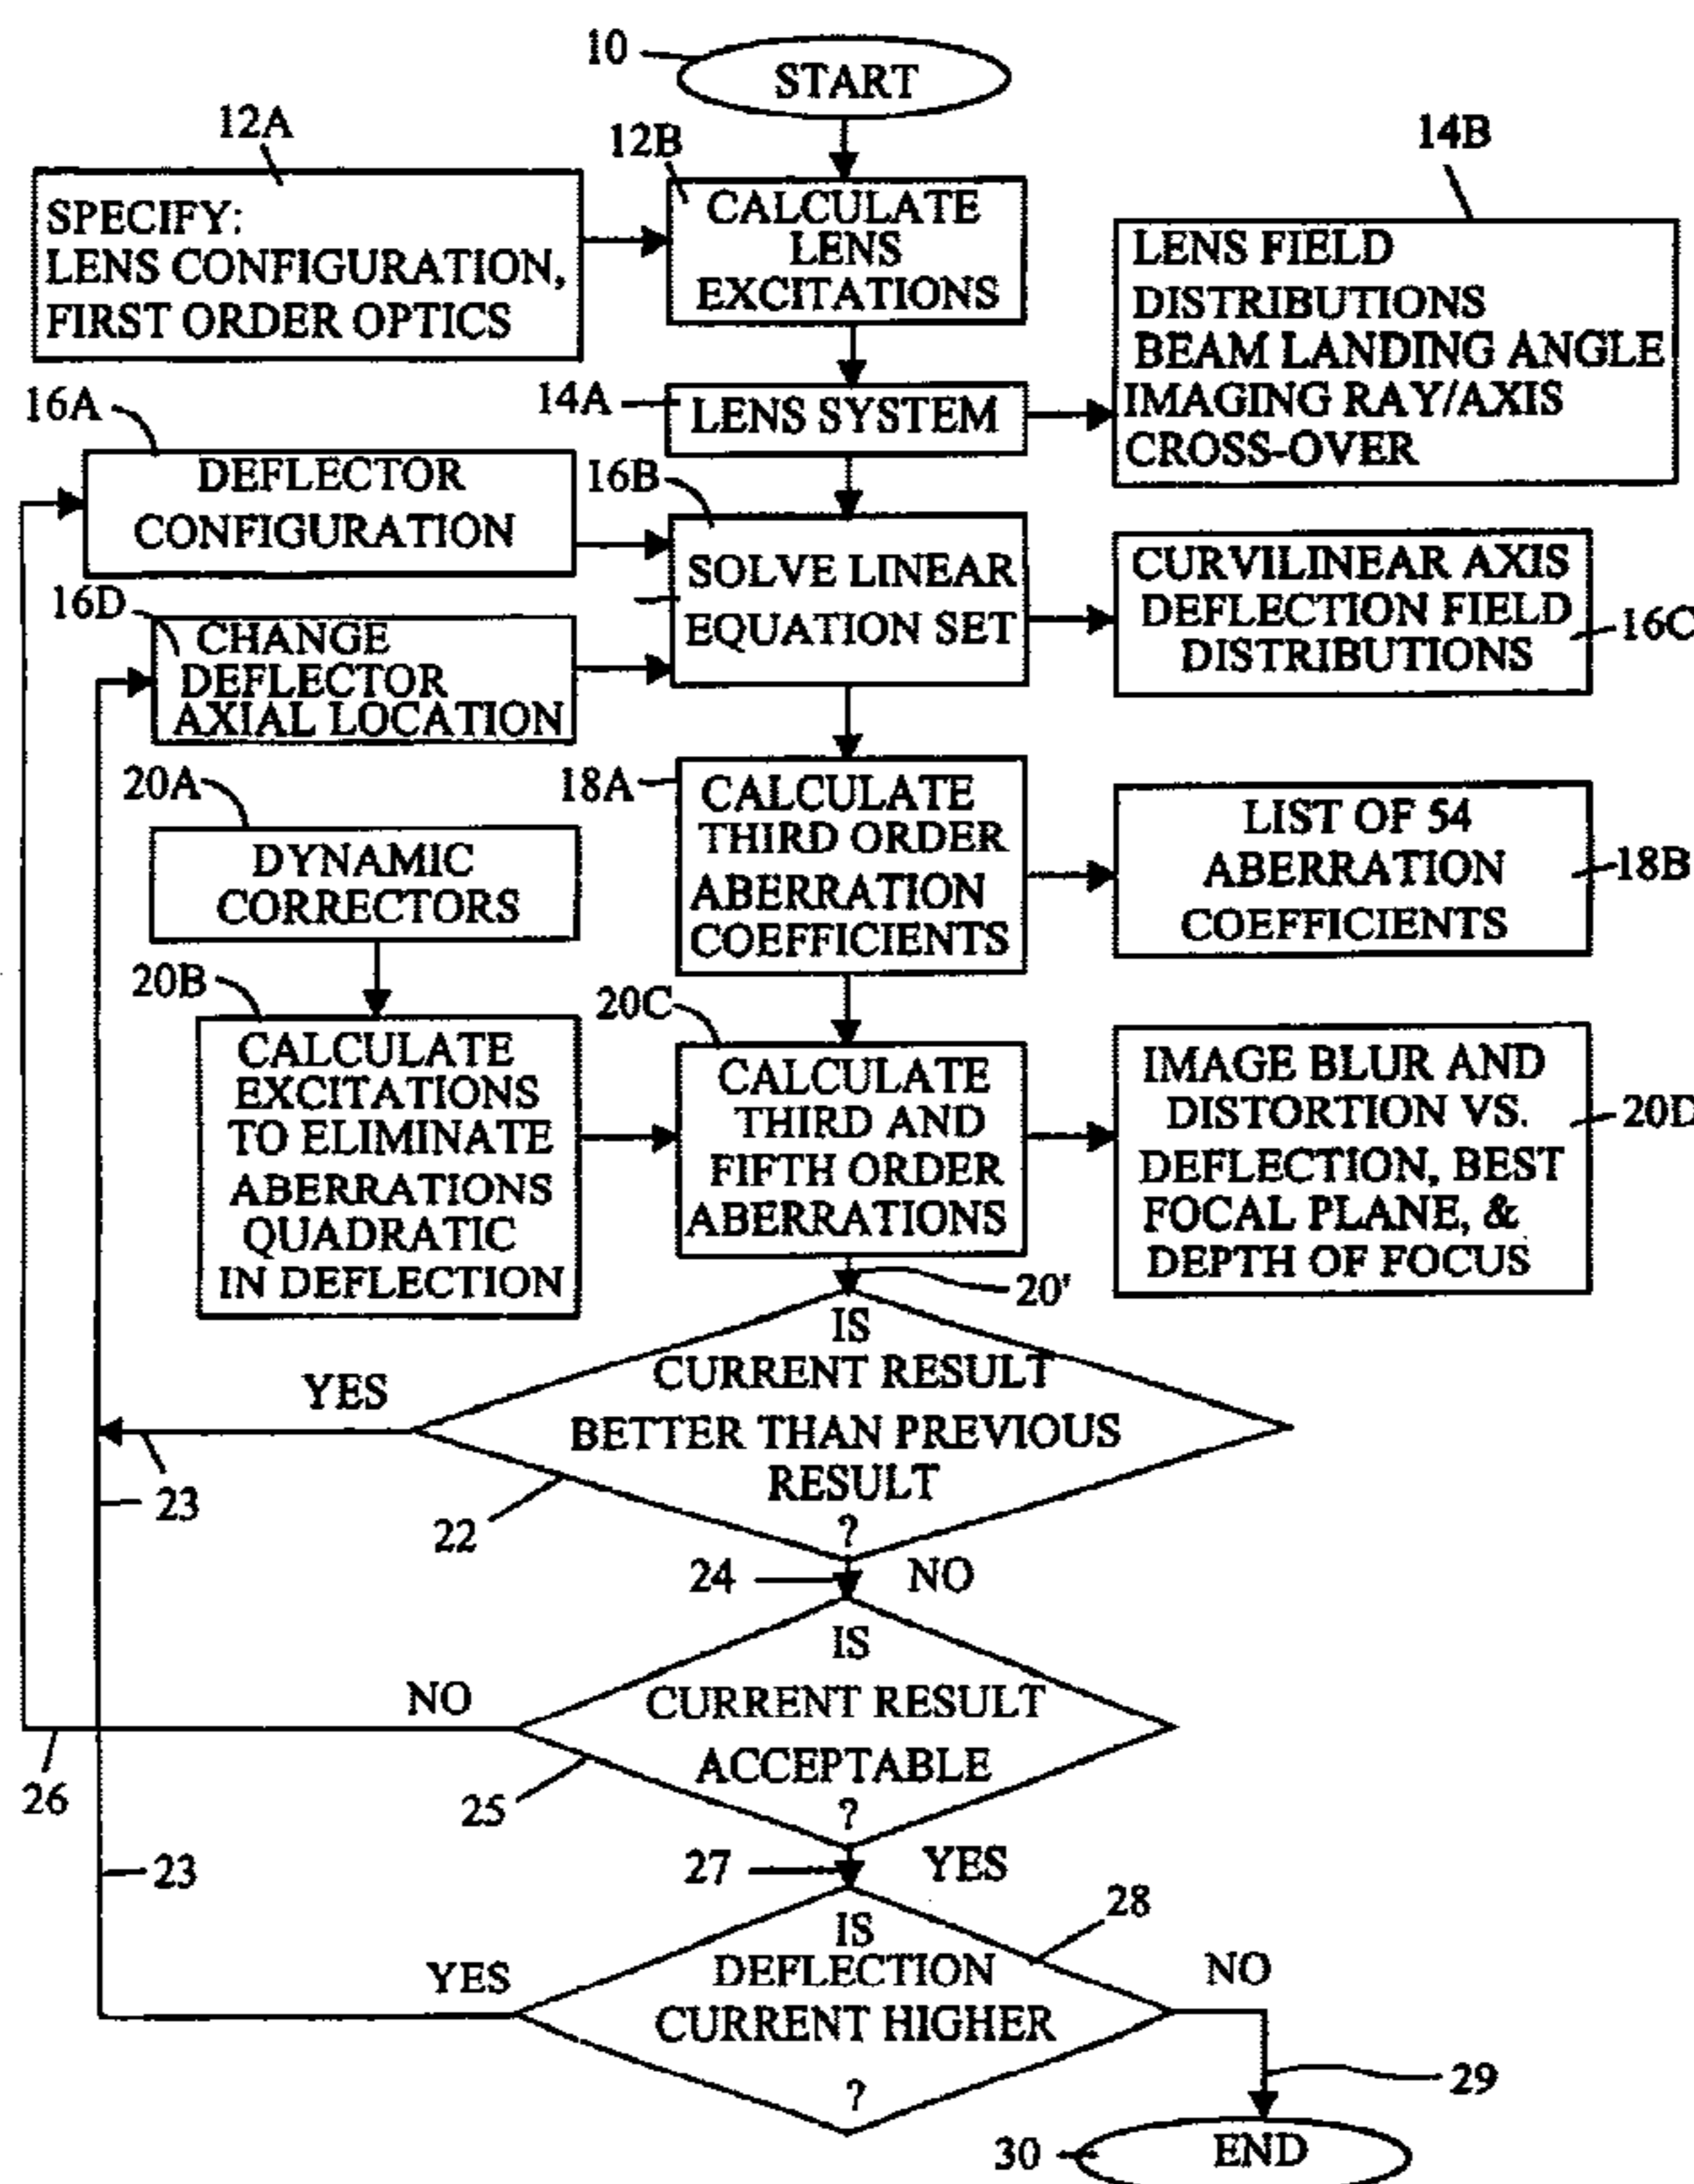 10
START
12A
12B
14B
SPECIFY:
LENS CONFIGURATION,
FIRST ORDER OPTICS
CALCULATE
LENS
EXCITATIONS
LENS FIELD
DISTRIBUTIONS
BEAM LANDING ANGLE
IMAGING RAY/AXIS
CROSS-OVER
16A
14A
LENS SYSTEM
DEFLECTOR
CONFIGURATION
16B
SOLVE LINEAR
EQUATION SET
CURVILINEAR AXIS
DEFLECTION FIELD
DISTRIBUTIONS
16C
16D
CHANGE
DEFLECTOR
AXIAL LOCATION
20A
18A
CALCULATE
THIRD ORDER
ABERRATION
COEFFICIENTS
LIST OF 54
ABERRATION
COEFFICIENTS
18B
DYNAMIC
CORRECTORS
20B
20C
CALCULATE
EXCITATIONS
TO ELIMINATE
ABERRATIONS
QUADRATIC
IN DEFLECTION
CALCULATE
THIRD AND
FIFTH ORDER
ABERRATIONS
IMAGE BLUR AND
DISTORTION VS.
DEFLECTION, BEST
FOCAL PLANE, &
DEPTH OF FOCUS
20D
20'
IS
CURRENT RESULT
BETTER THAN PREVIOUS
RESULT
?
YES
23
22
24
NO
IS
CURRENT RESULT
ACCEPTABLE
?
NO
26
25
23
27
YES
28
IS
DEFLECTION
CURRENT HIGHER
?
YES
NO
29
30
END